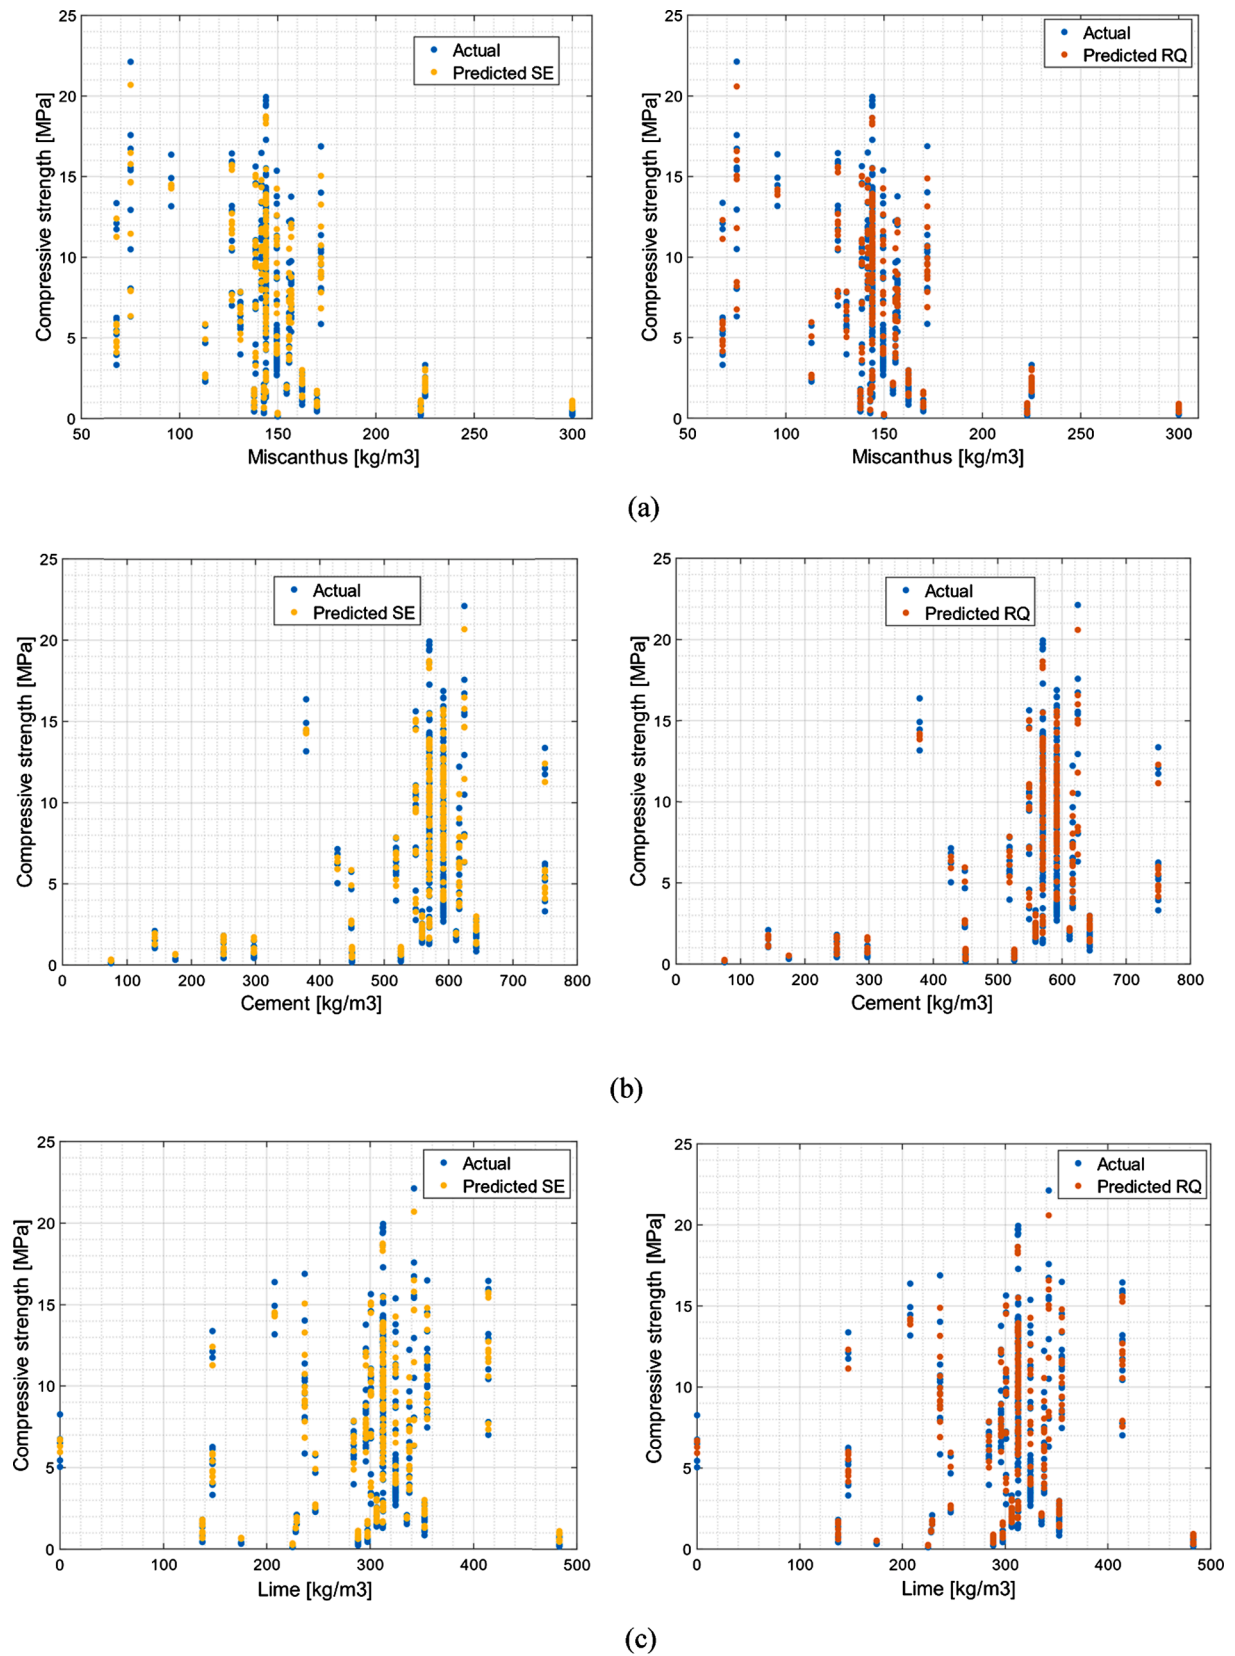 25
20
15
10
5
0
Compressive strength [MPa]
Actual
Predicted SE
50 100 150 200 250 300
Miscanthus [kg/m3]
25
20
15
10
5
0
Compressive strength [MPa]
Actual
Predicted RQ
50 100 150 200 250 300
Miscanthus [kg/m3]
(a)
25
20
15
10
5
0
Compressive strength [MPa]
Actual
Predicted SE
0 100 200 300 400 500 600 700 800
Cement [kg/m3]
25
20
15
10
5
0
Compressive strength [MPa]
Actual
Predicted RQ
0 100 200 300 400 500 600 700 800
Cement [kg/m3]
(b)
25
20
15
10
5
0
Compressive strength [MPa]
Actual
Predicted SE
0 100 200 300 400 500
Lime [kg/m3]
25
20
15
10
5
0
Compressive strength [MPa]
Actual
Predicted RQ
0 100 200 300 400 500
Lime [kg/m3]
(c)